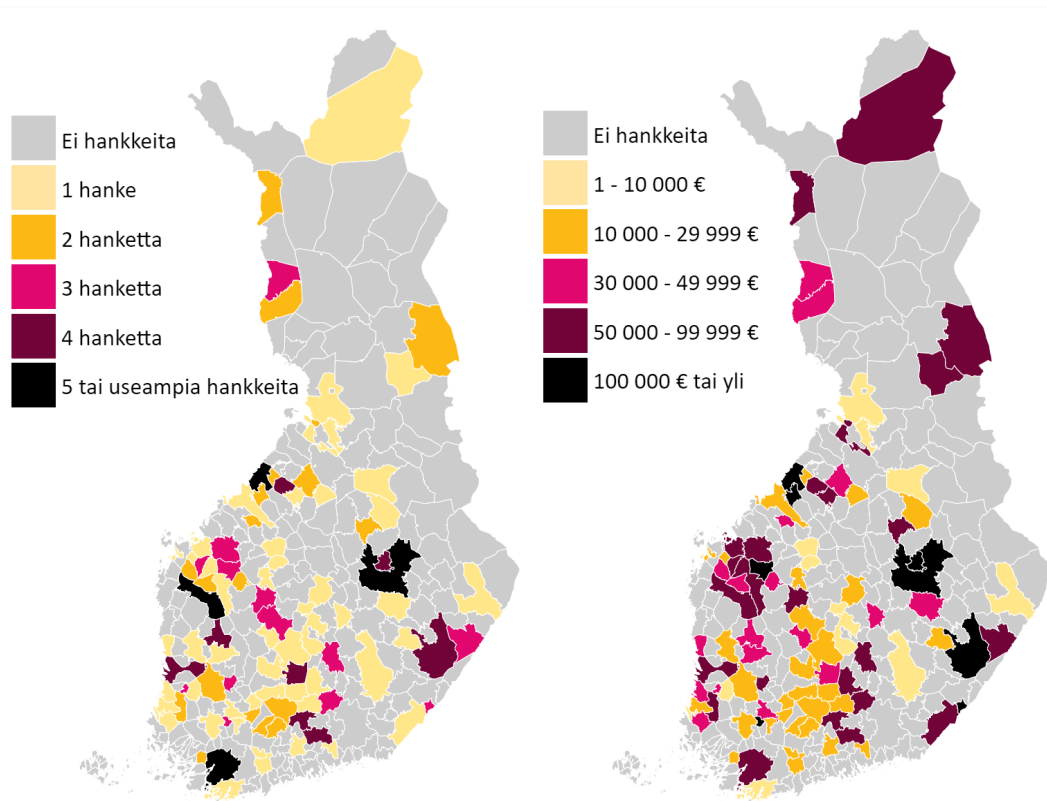 Ei hankkeita
1 hanke
2 hanketta
3 hanketta
4 hanketta
5 tai useampia hankkeita
Ei hankkeita
1 - 10 000 €
10 000 - 29 999 €
30 000 - 49 999 €
50 000 - 99 999 €
100 000 € tai yli